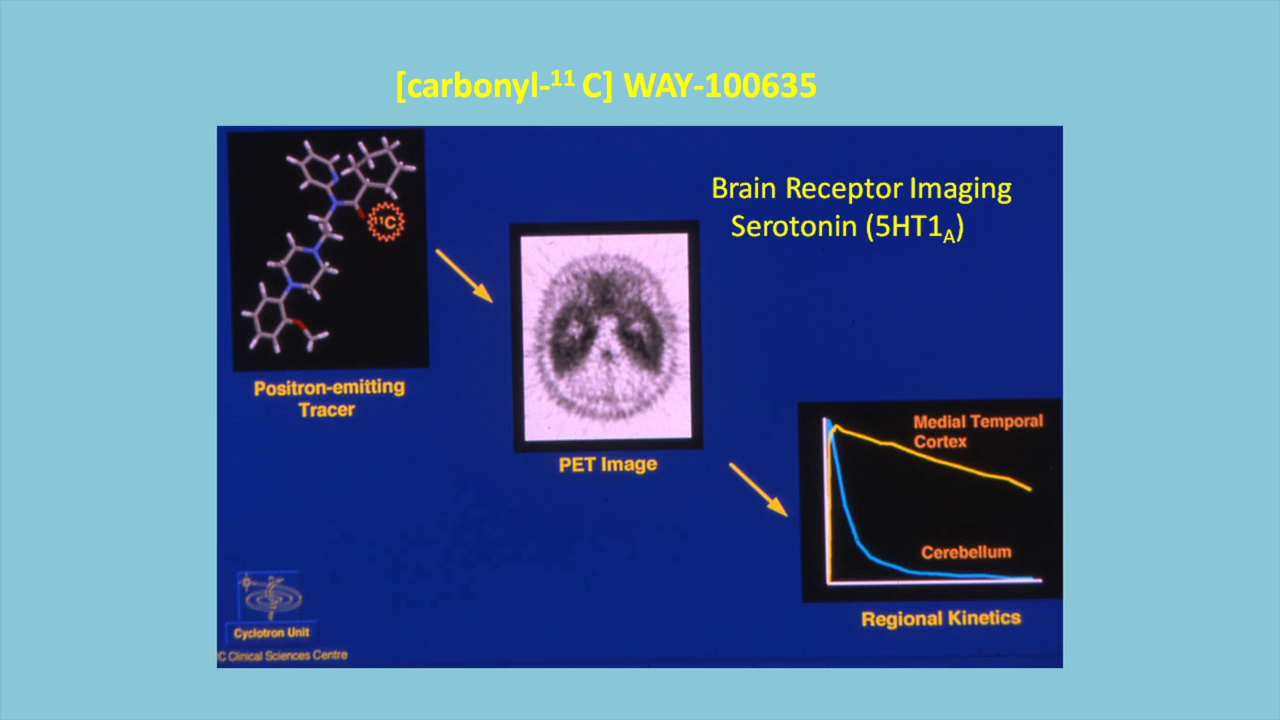 [carbonyl-¹¹ C] WAY-100635
Brain Receptor Imaging
Serotonin (5HT1A)
¹¹C
Positron-emitting
Tracer
PET Image
Medial Temporal
Cortex
Cerebellum
Regional Kinetics
Cyclotron Unit
C Clinical Sciences Centre